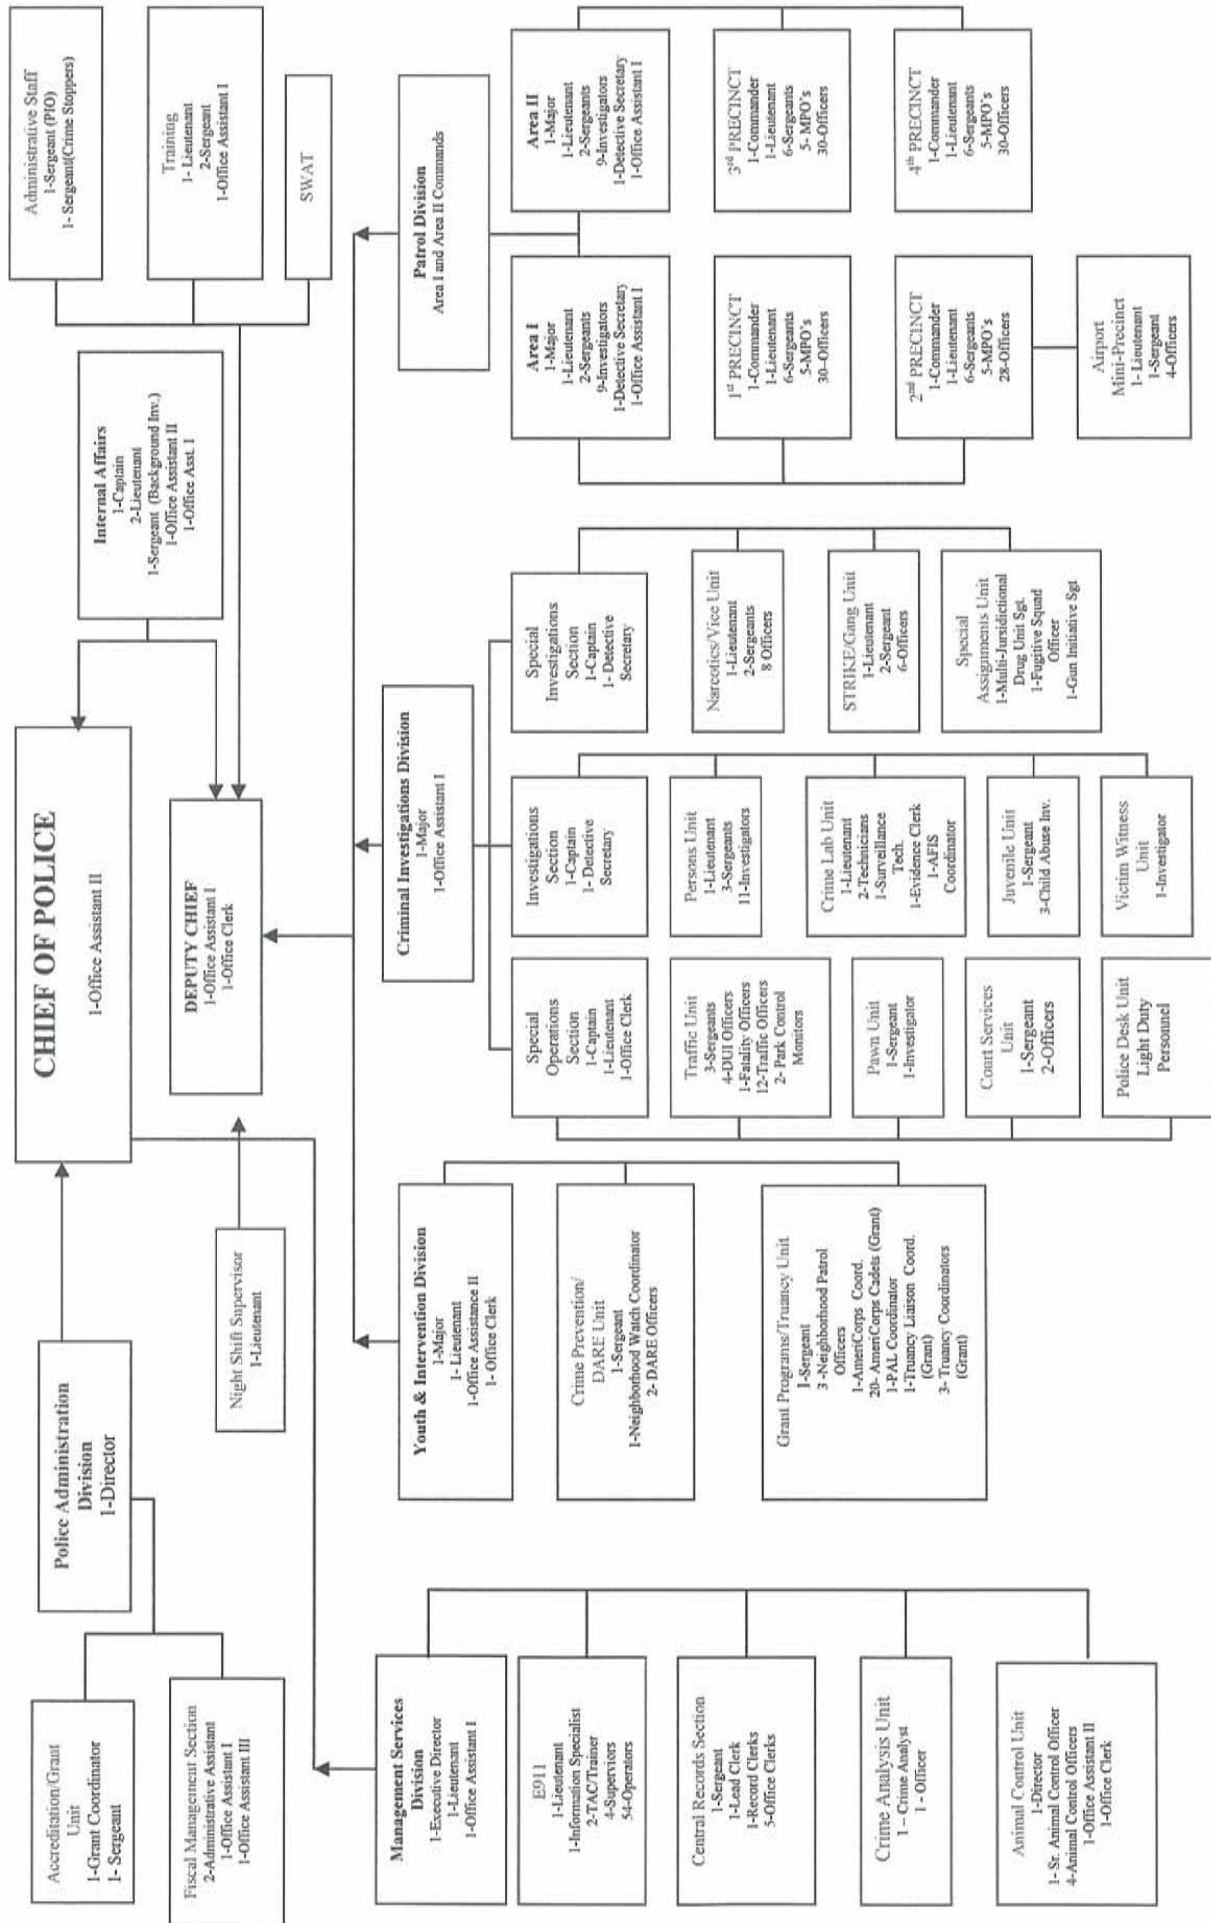 CHIEF OF POLICE
1-Office Assistant II
Police Administration
Division
1-Director
Accreditation/Grant
Unit
1-Grant Coordinator
1- Sergeant
Fiscal Management Section
2-Administrative Assistant
1-Office Assistant I
1-Office Assistant III
Night Shift Supervisor
1-Lieutenant
DEPUTY CHIEF
1-Office Assistant I
1-Office Clerk
Internal Affairs
1-Captain
2-Lieutenant
1-Sergeant (Background Inv.)
1-Office Assistant II
1-Office Asst. I
Administrative Staff
1-Sergeant (PIO)
1- Sergeant(Crime Stoppers)
Training
1- Lieutenant
2-Sergeant
1-Office Assistant I
SWAT
Management Services
Division
1-Executive Director
1-Lieutenant
1-Office Assistant I
E911
1-Lieutenant
1-Information Specialist
2-TAC/Trainer
4-Superviors
54-Operators
Central Records Section
1-Sergeant
1-Lead Clerk
1-Record Clerks
5-Office Clerks
Crime Analysis Unit
1 – Crime Analyst
1 - Officer
Animal Control Unit
1-Director
1- Sr. Animal Control Officer
4-Animal Control Officers
1-Office Assistant II
1-Office Clerk
Youth & Intervention Division
1-Major
1- Lieutenant
1-Office Assistance II
1- Office Clerk
Crime Prevention/
DARE Unit
1-Sergeant
1-Neighborhood Watch Coordinator
2- DARE Officers
Grant Programs/Truancy Unit
1-Sergeant
3 -Neighborhood Patrol
Officers
1-AmeriCorps Coord.
20- AmeriCorps Cadets (Grant)
1-PAL Coordinator
1-Truancy Liaison Coord.
(Grant)
3- Truancy Coordinators
(Grant)
Criminal Investigations Division
1-Major
1-Office Assistant I
Special
Operations
Section
1-Captain
1-Lieutenant
1-Office Clerk
Traffic Unit
3-Sergeants
4-DUI Officers
1-Fatality Officers
12-Traffic Officers
2- Park Control
Monitors
Pawn Unit
1-Sergeant
1-Investigator
Court Services
Unit
1-Sergeant
2-Officers
Police Desk Unit
Light Duty
Personnel
Investigations
Section
1-Captain
1- Detective
Secretary
Persons Unit
1-Lieutenant
3-Sergeants
11-Investigators
Crime Lab Unit
1-Lieutenant
2-Technicians
1-Surveillance
Tech.
1-Evidence Clerk
1-AFIS
Coordinator
Juvenile Unit
1-Sergeant
3-Child Abuse Inv.
Victim Witness
Unit
1-Investigator
Special
Investigations
Section
1-Captain
1- Detective
Secretary
Narcotics/Vice Unit
1-Lieutenant
2-Sergeants
8 Officers
STRIKE/Gang Unit
1-Lieutenant
2-Sergeant
6-Officers
Special
Assignments Unit
1-Multi-Jursidictional
Drug Unit Sgt.
1-Fugitive Squad
Officer
1-Gun Initiative Sgt
Patrol Division
Area I and Area II Commands
Area I
1-Major
1-Lieutenant
2-Sergeants
9-Investigators
1-Detective Secretary
1-Office Assistant I
1st PRECINCT
1-Commander
1-Lieutenant
6-Sergeants
5-MPO's
30-Officers
2nd PRECINCT
1-Commander
1-Lieutenant
6-Sergeants
5-MPO's
28-Officers
Airport
Mini-Precinct
1- Lieutenant
1-Sergeant
4-Officers
Area II
1-Major
1-Lieutenant
2-Sergeants
9-Investigators
1-Detective Secretary
1-Office Assistant I
3rd PRECINCT
1-Commander
1-Lieutenant
6-Sergeants
5- MPO's
30-Officers
4th PRECINCT
1-Commander
1-Lieutenant
6-Sergeants
5-MPO's
30-Officers